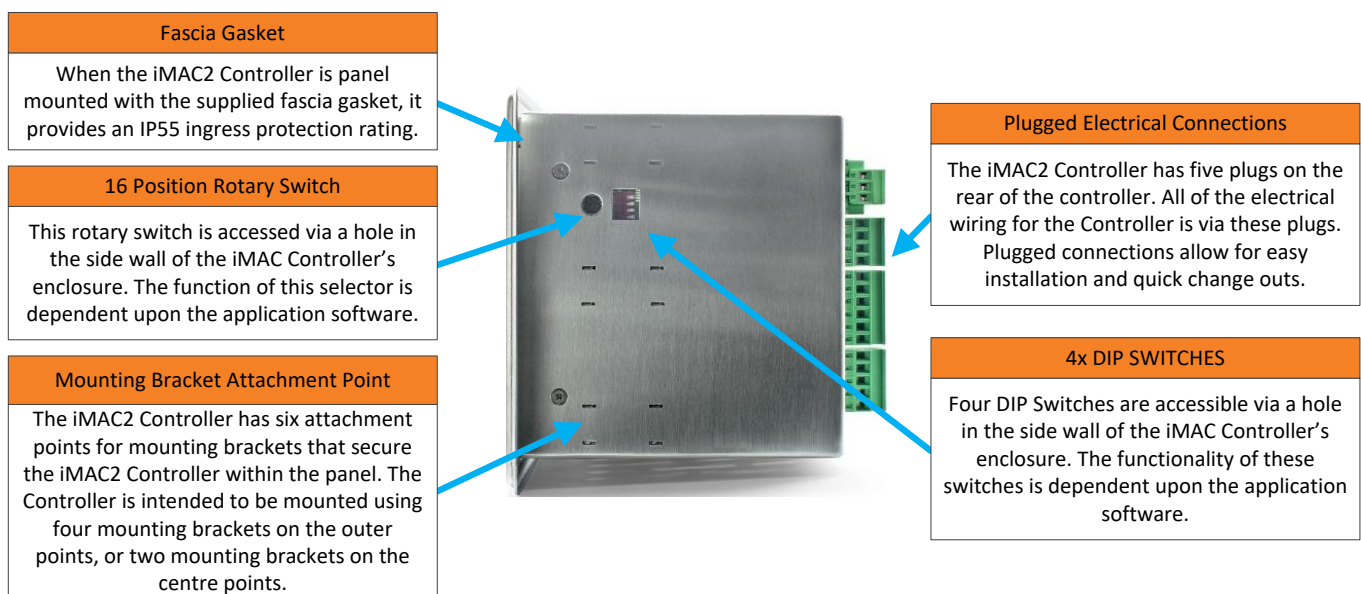 Fascia Gasket
When the iMAC2 Controller is panel
mounted with the supplied fascia gasket, it
provides an IP55 ingress protection rating.
16 Position Rotary Switch
This rotary switch is accessed via a hole in
the side wall of the iMAC Controller’s
enclosure. The function of this selector is
dependent upon the application software.
Mounting Bracket Attachment Point
The iMAC2 Controller has six attachment
points for mounting brackets that secure
the iMAC2 Controller within the panel. The
Controller is intended to be mounted using
four mounting brackets on the outer
points, or two mounting brackets on the
centre points.
Plugged Electrical Connections
The iMAC2 Controller has five plugs on the
rear of the controller. All of the electrical
wiring for the Controller is via these plugs.
Plugged connections allow for easy
installation and quick change outs.
4x DIP SWITCHES
Four DIP Switches are accessible via a hole
in the side wall of the iMAC Controller’s
enclosure. The functionality of these
switches is dependent upon the application
software.